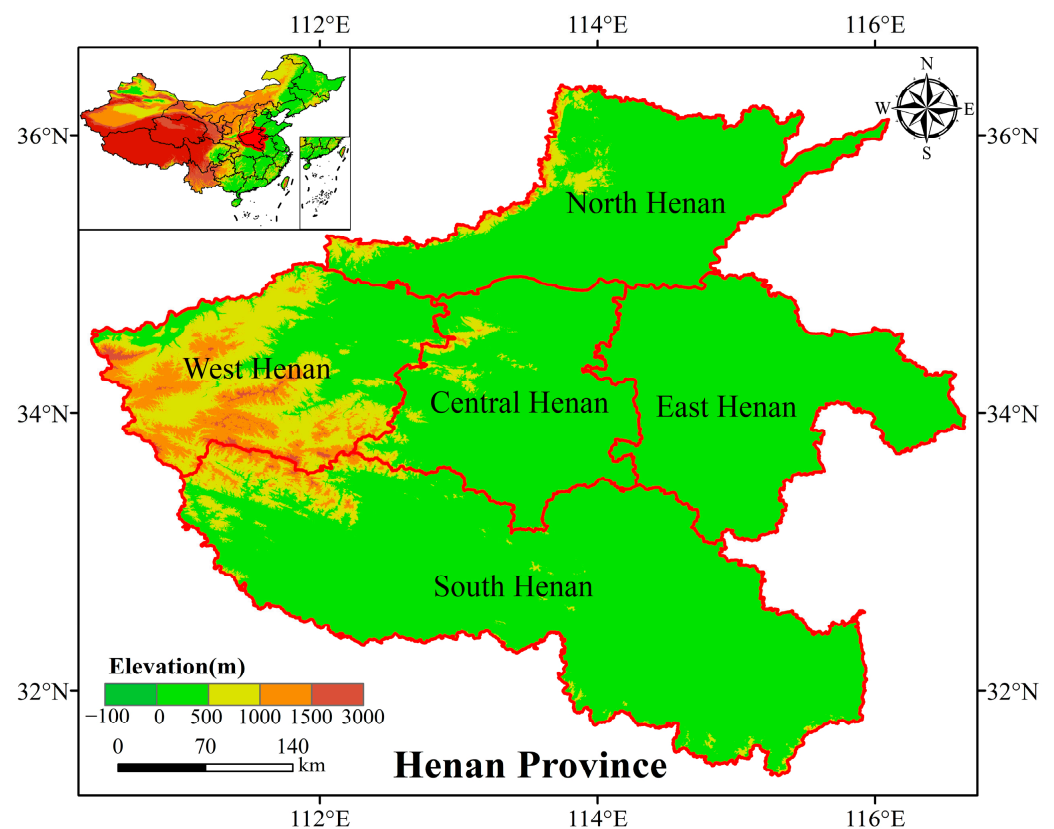 112°E 114°E 116°E
N
W E
S
36°N 36°N
North Henan
West Henan
Central Henan East Henan
34°N 34°N
South Henan
Elevation(m)
32°N 32°N
−100 0 500 1000 1500 3000
0 70 140
km
Henan Province
112°E 114°E 116°E